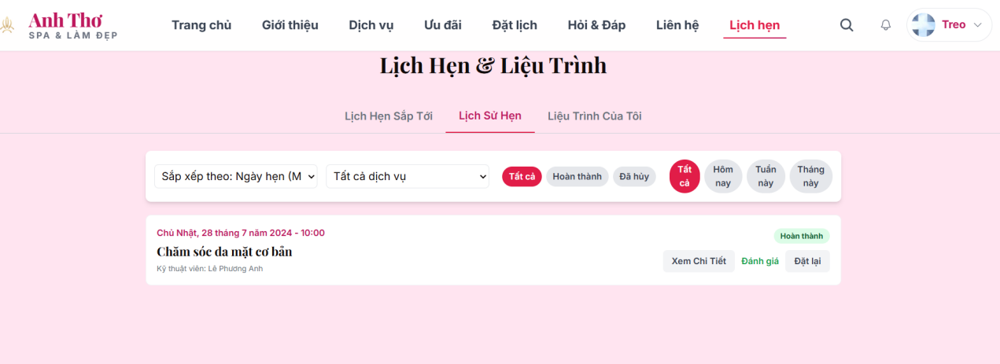 Anh Thơ
SPA & LÀM ĐẸP
Trang chủ Giới thiệu Dịch vụ Ưu đãi Đặt lịch Hỏi & Đáp Liên hệ Lịch hẹn Treo
Lịch Hẹn & Liệu Trình
Lịch Hẹn Sắp Tới Lịch Sử Hẹn Liệu Trình Của Tôi
Sắp xếp theo: Ngày hẹn (M Tất cả dịch vụ Tất cả Hoàn thành Đã hủy
Tất cả
Hôm nay
Tuần này
Tháng này
Chủ Nhật, 28 tháng 7 năm 2024 - 10:00
Hoàn thành
Chăm sóc da mặt cơ bản
Kỹ thuật viên: Lê Phương Anh
Xem Chi Tiết Đánh giá Đặt lại